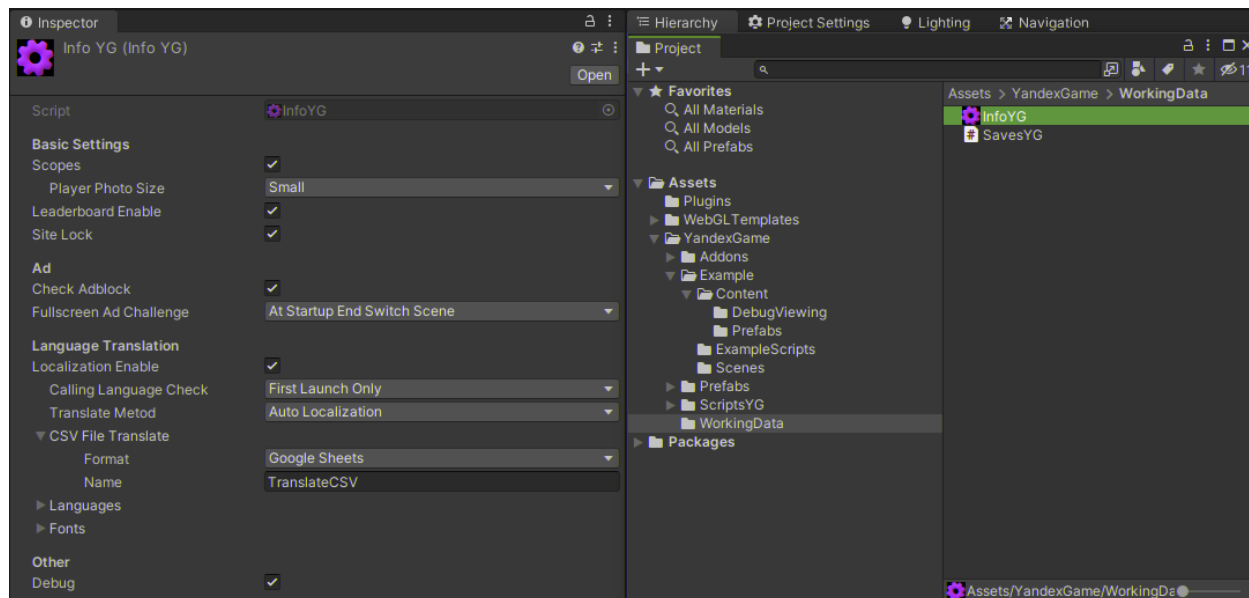 Inspector
Info YG (Info YG)
Open
Script InfoYG
Basic Settings
Scopes
Player Photo Size Small
Leaderboard Enable
Site Lock
Ad
Check Adblock
Fullscreen Ad Challenge At Startup End Switch Scene
Language Translation
Localization Enable
Calling Language Check First Launch Only
Translate Metod Auto Localization
CSV File Translate
Format Google Sheets
Name TranslateCSV
Languages
Fonts
Other
Debug
Hierarchy Project Settings Lighting Navigation
Project
Favorites
All Materials
All Models
All Prefabs
Assets
Plugins
WebGLTemplates
YandexGame
Addons
Example
Content
DebugViewing
Prefabs
ExampleScripts
Scenes
Prefabs
ScriptsYG
WorkingData
Packages
Assets > YandexGame > WorkingData
InfoYG
SavesYG
Assets/YandexGame/WorkingDa